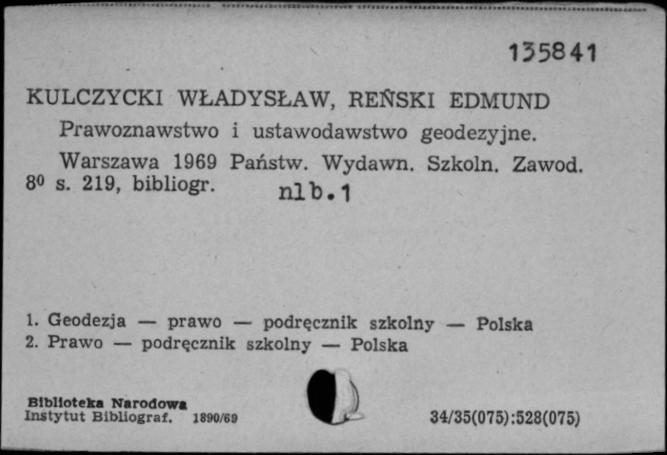 135841
KULCZYCKI WŁADYSŁAW, REŃSKI EDMUND
Prawoznawstwo i ustawodawstwo geodezyjne.
Warszawa 1969 Państw. Wydawn. Szkoln. Zawod.
8⁰ s. 219, bibliogr. nlb.1
1. Geodezja — prawo — podręcznik szkolny — Polska
2. Prawo — podręcznik szkolny — Polska
Biblioteka Narodowa
Instytut Bibliograf. 1890/69
34/35(075):528(075)